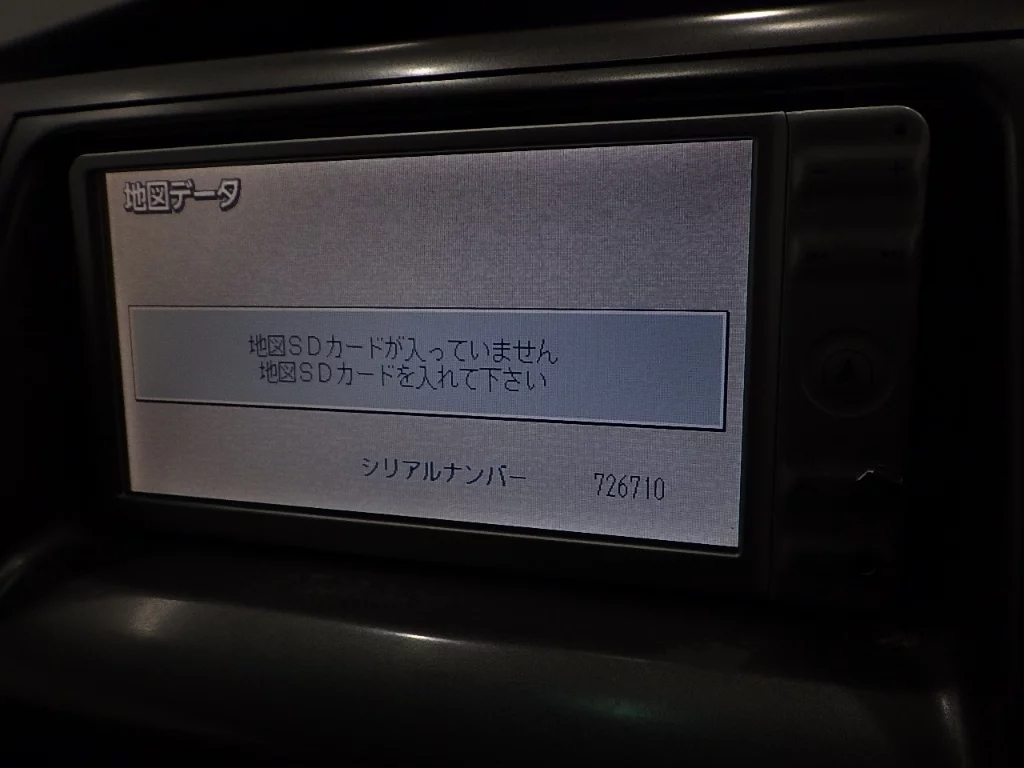 地図データ
地図ＳＤカードが入っていません
地図ＳＤカードを入れて下さい
シリアルナンバー 726710